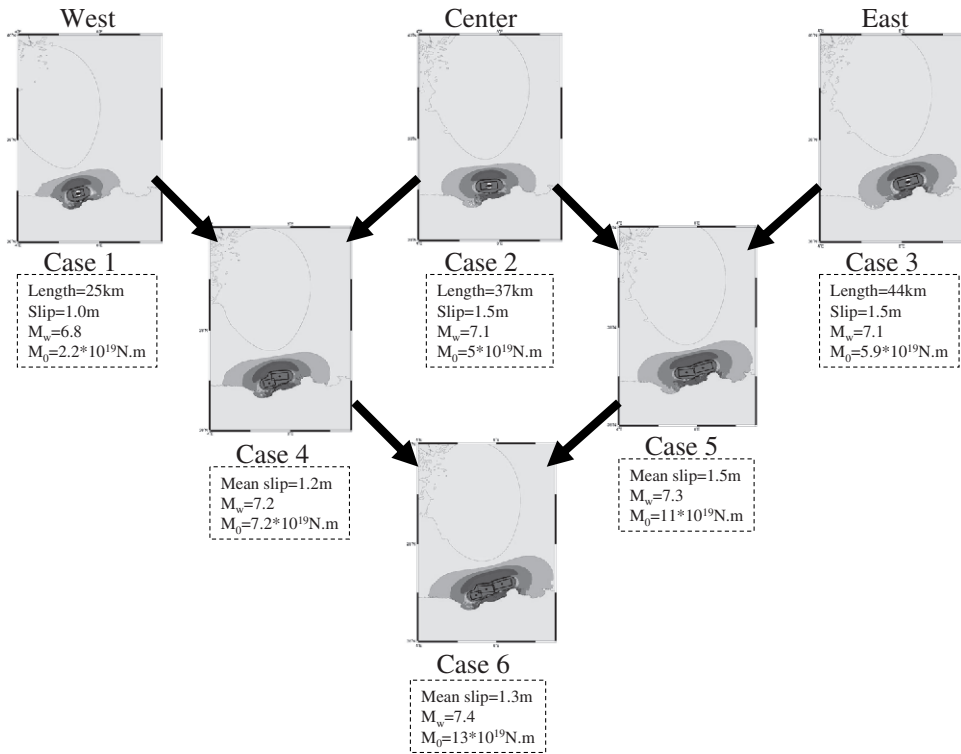 West
Center
East
Case 1
Length=25km
Slip=1.0m
Mw=6.8
M0=2.2*10^19N.m
Case 2
Length=37km
Slip=1.5m
Mw=7.1
M0=5*10^19N.m
Case 3
Length=44km
Slip=1.5m
Mw=7.1
M0=5.9*10^19N.m
Case 4
Mean slip=1.2m
Mw=7.2
M0=7.2*10^19N.m
Case 5
Mean slip=1.5m
Mw=7.3
M0=11*10^19N.m
Case 6
Mean slip=1.3m
Mw=7.4
M0=13*10^19N.m